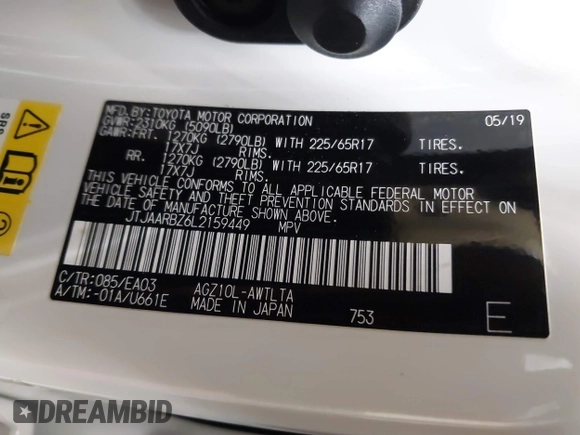 MFD.BY:TOYOTA MOTOR CORPORATION 05/19
GVWR:2310KG (5090LB)
GAWR:FRT. 1270KG (2790LB) WITH 225/65R17 TIRES.
17X7J RIMS.
RR. 1270KG (2790LB) WITH 225/65R17 TIRES.
17X7J RIMS.
THIS VEHICLE CONFORMS TO ALL APPLICABLE FEDERAL MOTOR
VEHICLE SAFETY AND THEFT PREVENTION STANDARDS IN EFFECT ON
THE DATE OF MANUFACTURE SHOWN ABOVE.
JTJAARBZ6L2159449 MPV
C/TR:085/EA03 AGZ10L-AWTLTA
A/TM:-01A/U661E MADE IN JAPAN 753 E
DREAMBID